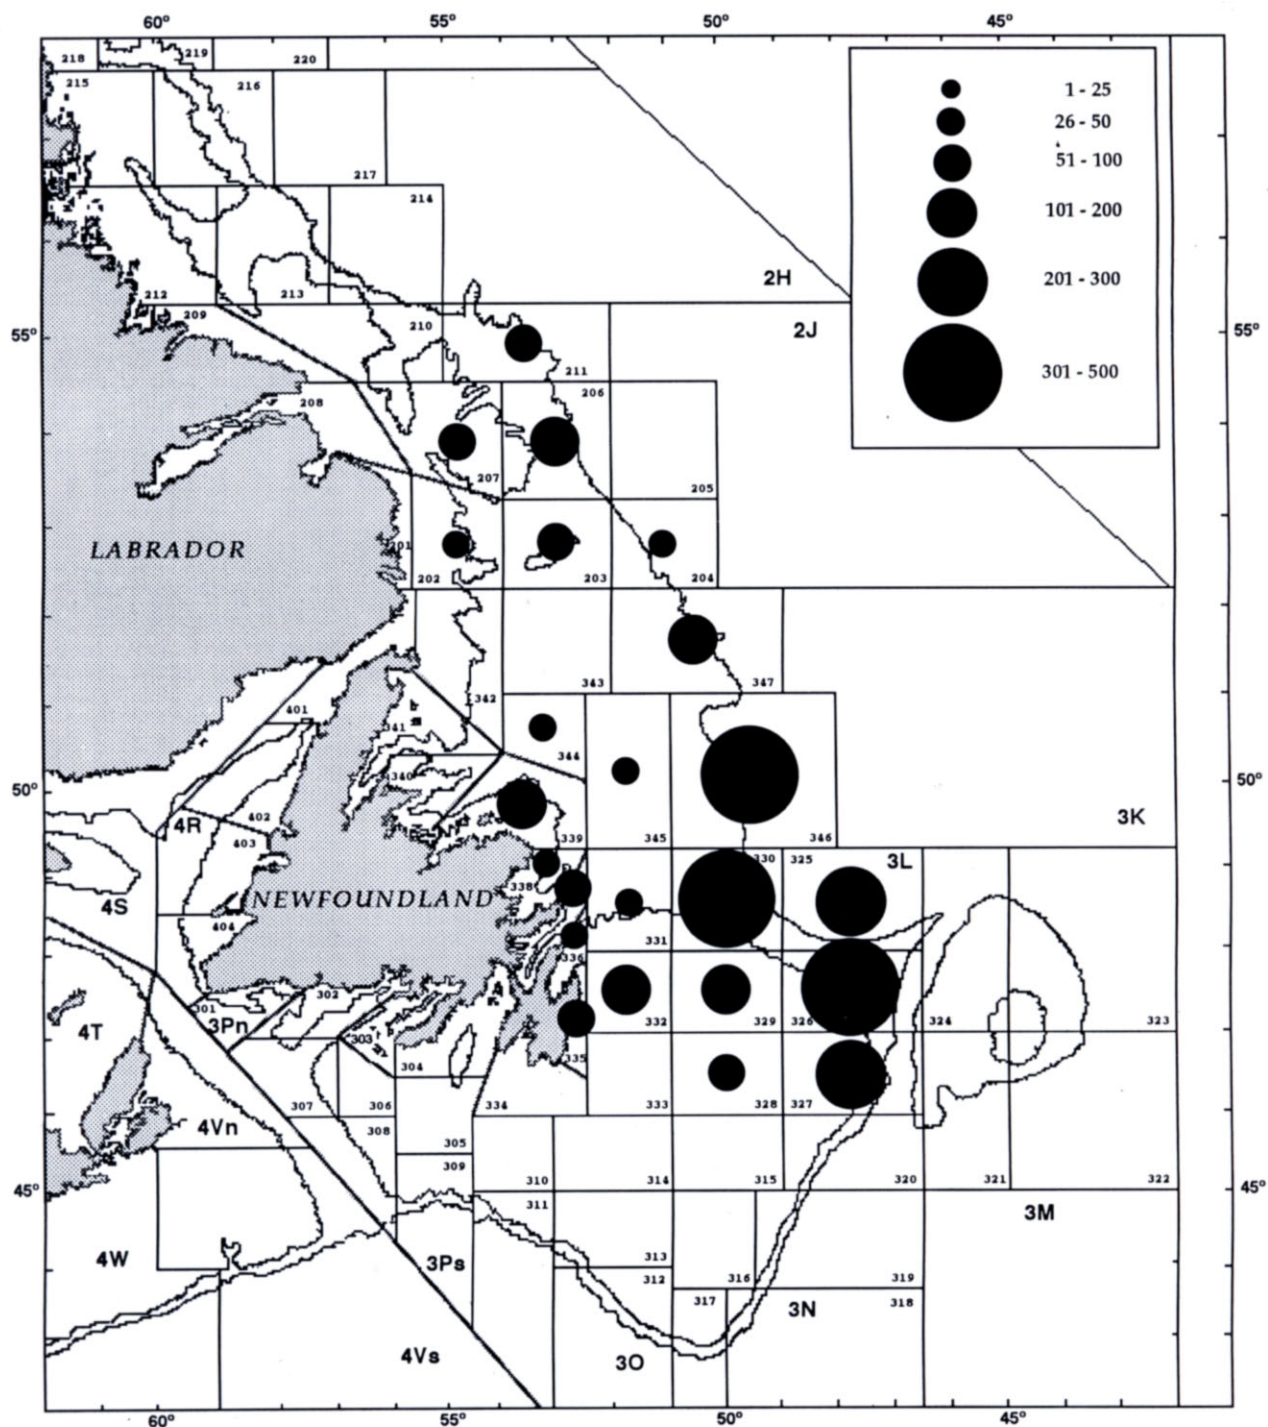 60° 55° 50° 45°
218 219 220
215 216
1 - 25
26 - 50
51 - 100
217
214
101 - 200
2H
201 - 300
212 213
209 210 2J
55° 55°
211
206
301 - 500
208
207 205
LABRADOR
201
202 203 204
343 347
342
401
341 344
340
50° 50°
402 4R 339 345 346 3K
403
330 325 3L
338
NEWFOUNDLAND
4S
404
331
336
302
301 3Pn 332 329 326 324 323
4T
303
335
304
307 306 334 333 328 327
308
4Vn
305
309
45° 310 314 315 320 321 322 45°
311
3M
4W 3Ps 313
312 316 319
317 3N 318
4Vs 3O
60° 55° 50° 45°